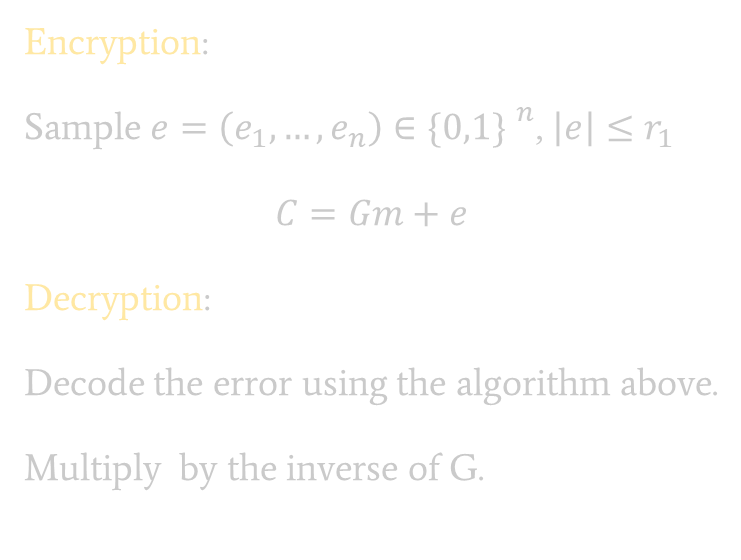 Encryption:
Sample 𝑒 = (𝑒₁, … , 𝑒ₙ) ∈ {0,1} ⁿ, |𝑒| ≤ 𝑟₁
𝐶 = 𝐺𝑚 + 𝑒
Decryption:
Decode the error using the algorithm above.
Multiply by the inverse of G.